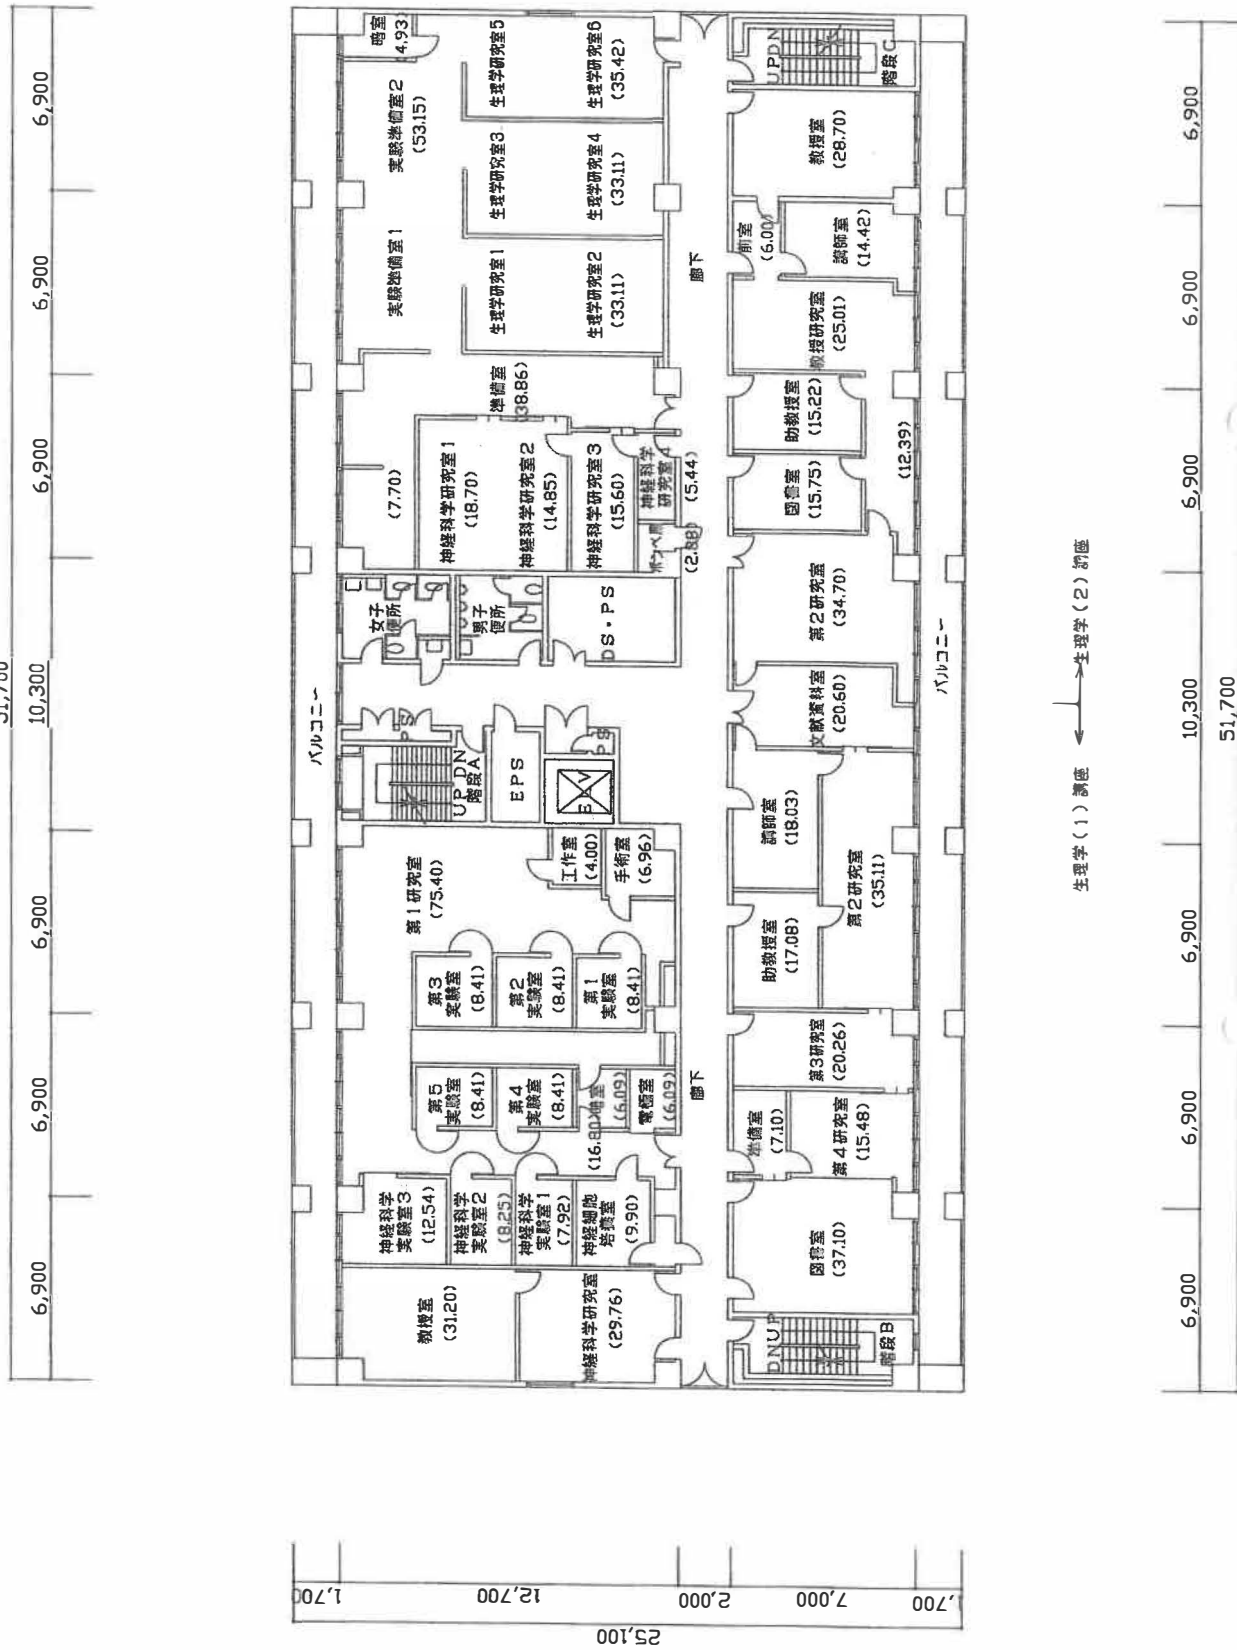 51,700
6,900
6,900
6,900
10,300
6,900
6,900
6,900
バルコニー
教授室
(31.20)
神経科学
実験室3
(12.54)
神経科学
実験室2
(8.25)
神経科学
実験室1
(7.92)
神経細胞
培養室
(9.90)
神経科学研究室
(29.76)
第5
実験室
(8.41)
第4
実験室
(8.41)
(16.80)
暗室
(6.09)
電極室
(6.09)
第3
実験室
(8.41)
第2
実験室
(8.41)
第1
実験室
(8.41)
第1研究室
(75.40)
工作室
(4.00)
手術室
(6.96)
UP DN
階段A
EPS
ELV
PS
PS
女子
便所
男子
便所
DS・PS
(7.70)
神経科学研究室1
(18.70)
神経科学研究室2
(14.85)
神経科学研究室3
(15.60)
神経科学
研究室4
(5.44)
(2.88)
準備室
(38.86)
実験準備室1
実験準備室2
(53.15)
暗室
(4.93)
生理学研究室1
生理学研究室2
(33.11)
生理学研究室3
生理学研究室4
(33.11)
生理学研究室5
生理学研究室6
(35.42)
廊下
廊下
DNUP
階段B
図書室
(37.10)
準備室
(7.10)
第4研究室
(15.48)
第3研究室
(20.26)
助教授室
(17.08)
講師室
(18.03)
第2研究室
(35.11)
文献資料室
(20.60)
第2研究室
(34.70)
図書室
(15.75)
助教授室
(15.22)
(12.39)
教授研究室
(25.01)
前室
(6.00)
講師室
(14.42)
教授室
(28.70)
UPDN
階段C
バルコニー
生理学(1)講座
生理学(2)講座
6,900
6,900
6,900
10,300
6,900
6,900
6,900
51,700
1,700
12,700
2,000
7,000
1,700
25,100